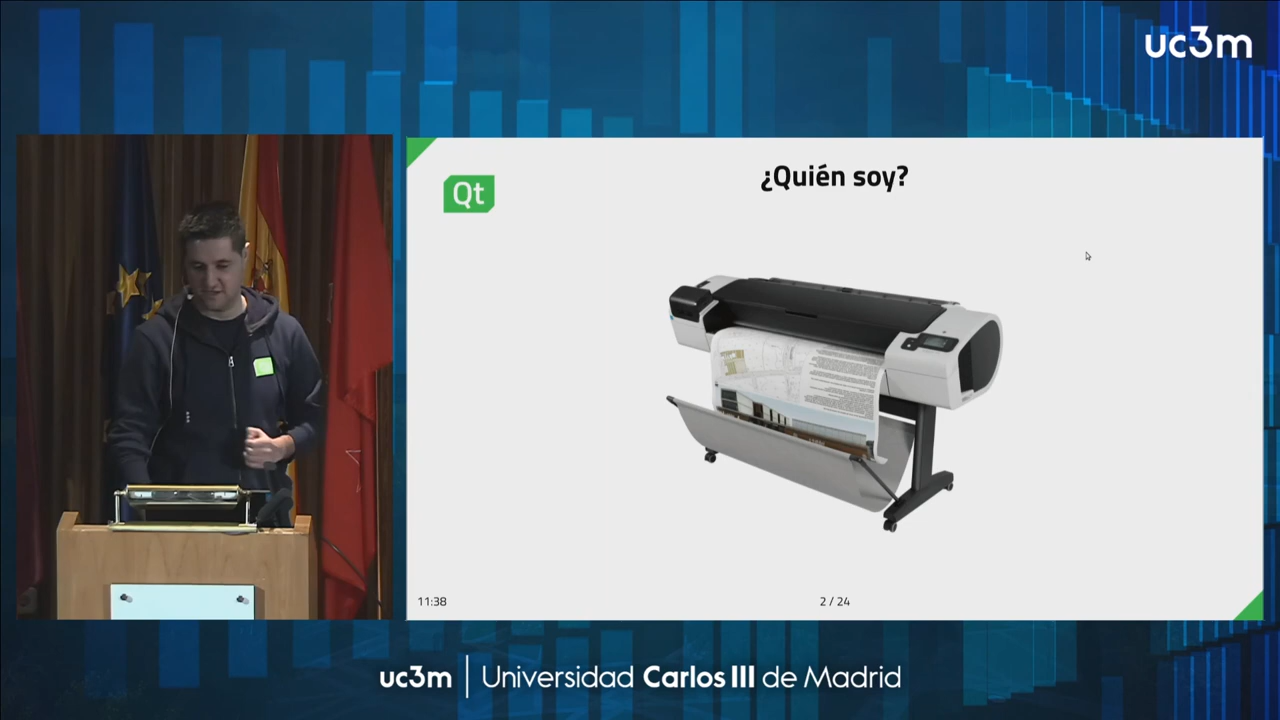 uc3m
Qt
¿Quién soy?
11:38
2 / 24
uc3m | Universidad Carlos III de Madrid